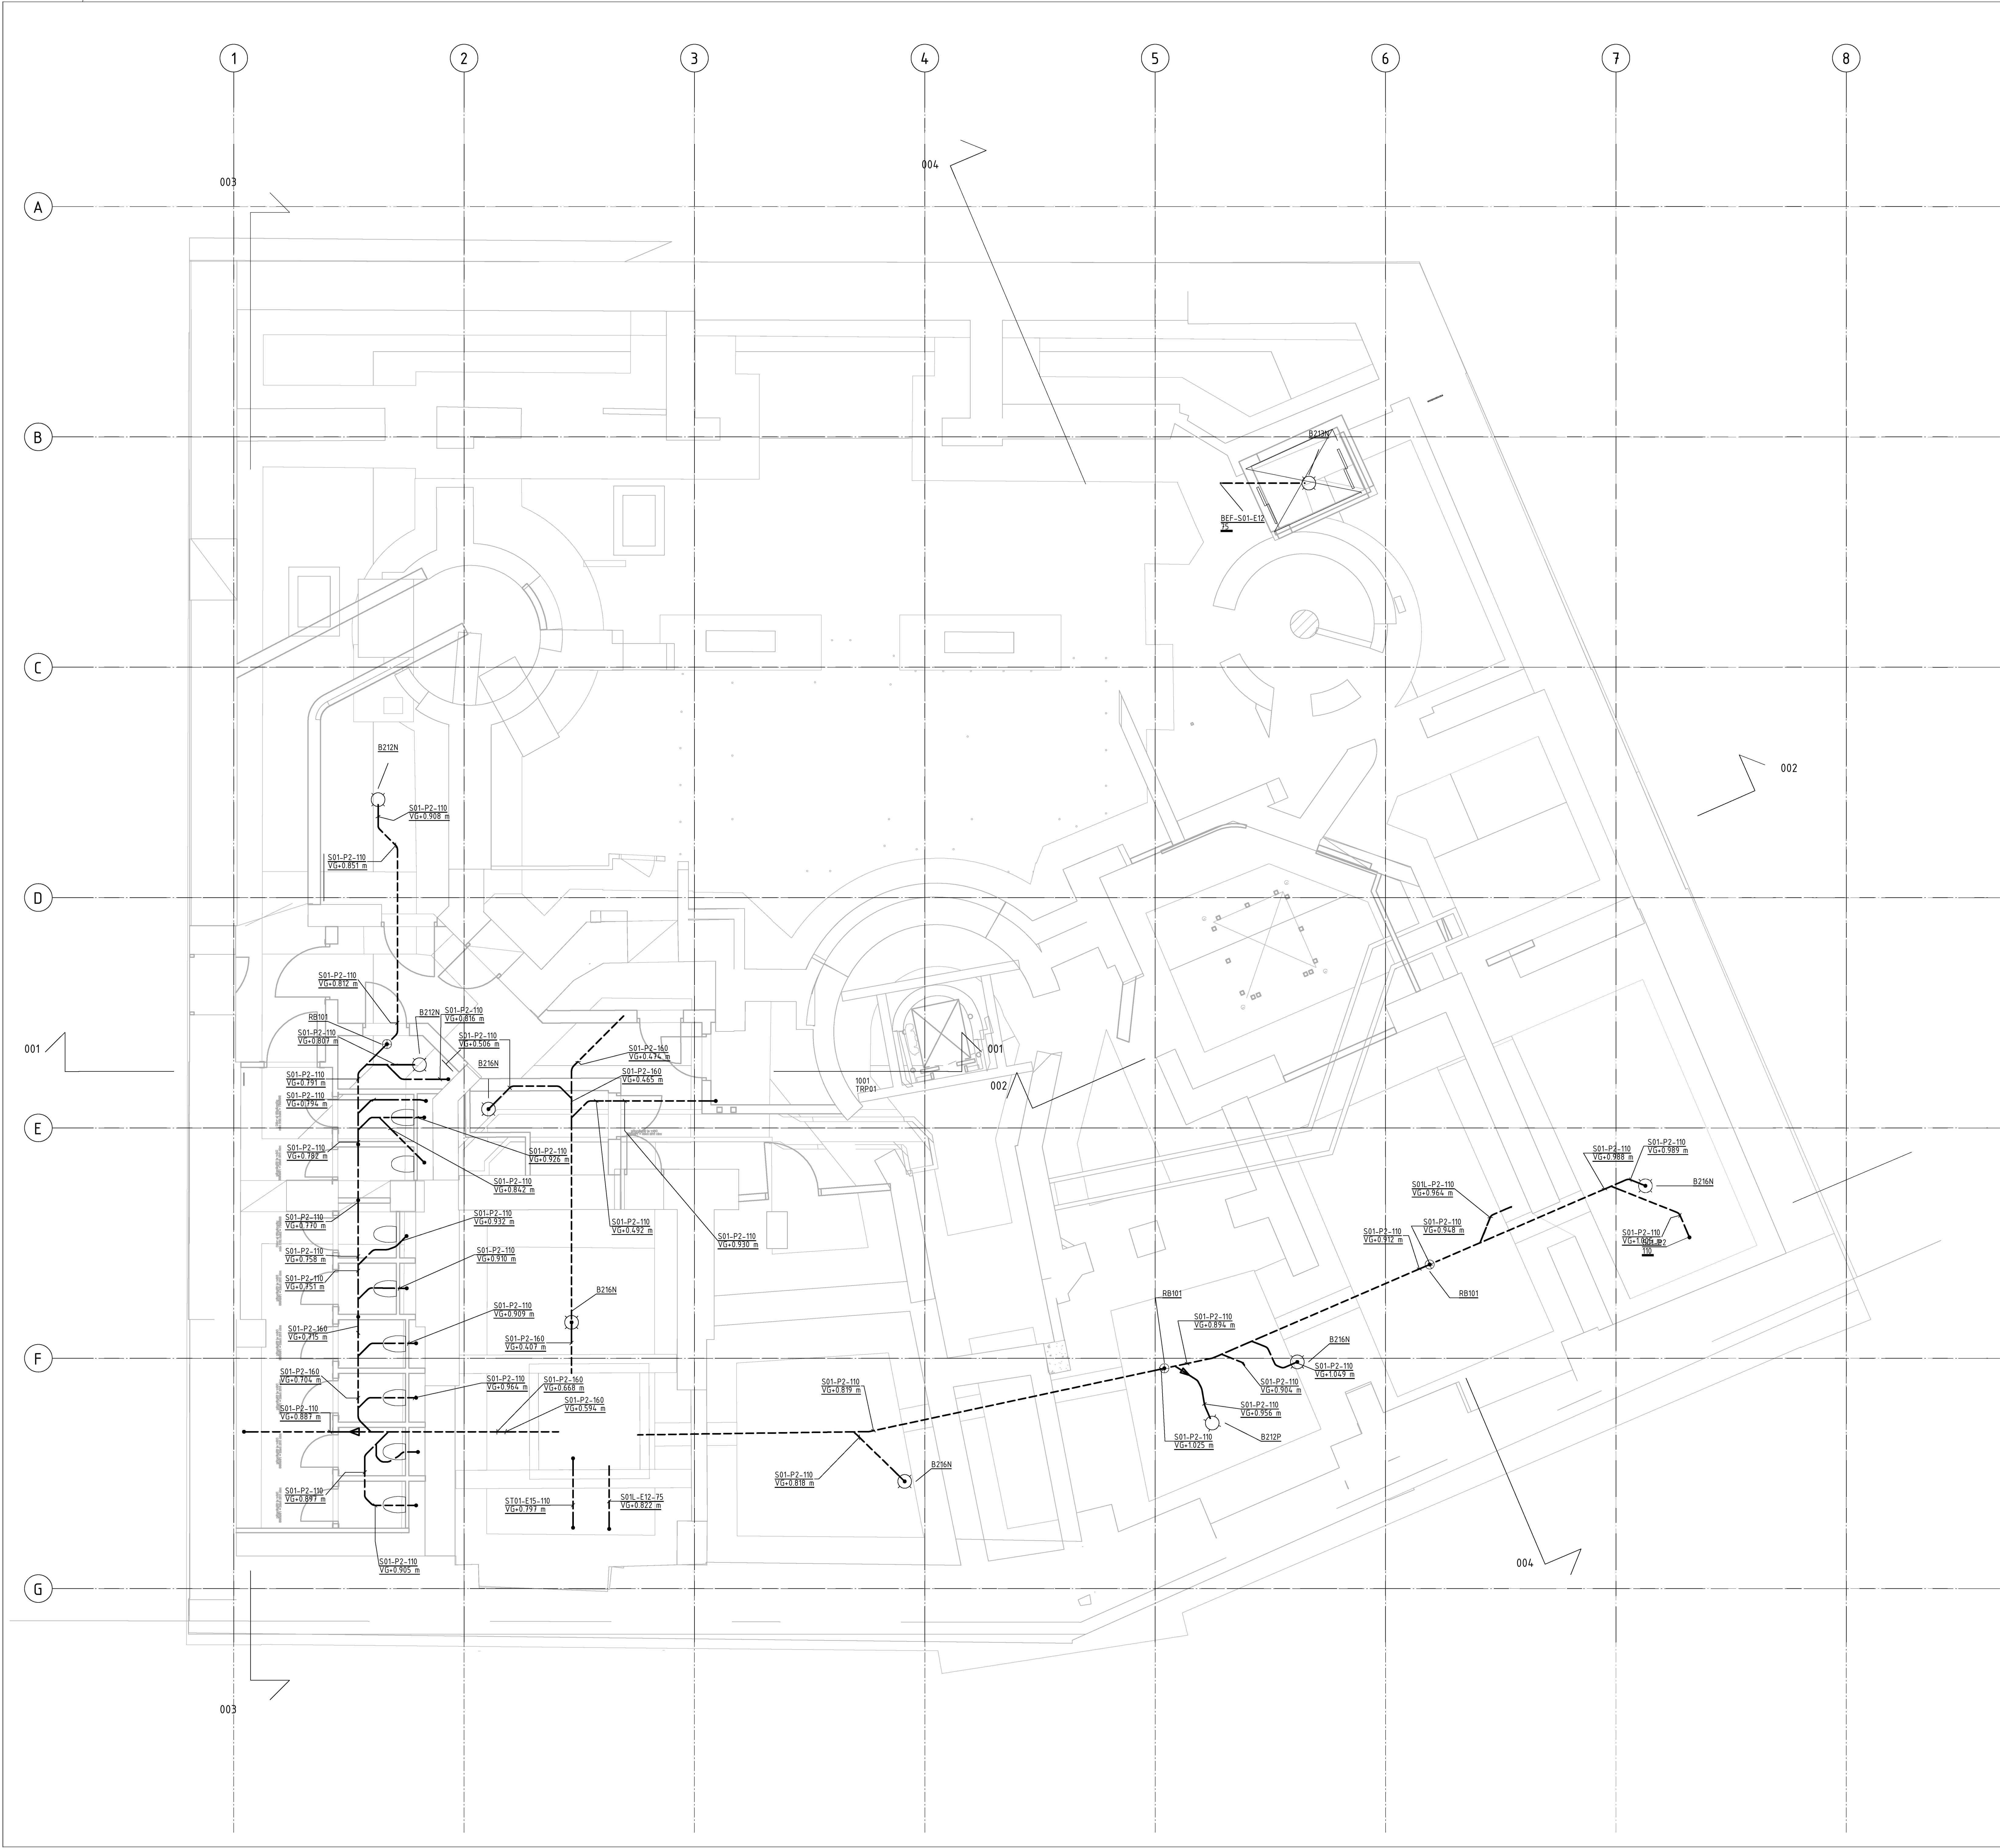 1
2
3
4
5
6
7
8
004
003
A
B
B213N
BEF-S01-E12
75
C
B212N
002
S01-P2-110
VG+0.908 m
S01-P2-110
VG+0.851 m
D
S01-P2-110
VG+0.812 m
RB101
B212N
S01-P2-110
VG+0.816 m
S01-P2-110
VG+0.807 m
S01-P2-110
VG+0.506 m
001
001
S01-P2-160
VG+0.474 m
B216N
S01-P2-110
VG+0.791 m
S01-P2-160
VG+0.465 m
1001
TRP01
002
S01-P2-110
VG+0.794 m
E
S01-P2-110
VG+0.782 m
S01-P2-110
VG+0.926 m
S01-P2-110
VG+0.988 m
S01-P2-110
VG+0.989 m
S01-P2-110
VG+0.842 m
S01L-P2-110
VG+0.964 m
B216N
S01-P2-110
VG+0.770 m
S01-P2-110
VG+0.932 m
S01-P2-110
VG+0.492 m
S01-P2-110
VG+0.930 m
S01-P2-110
VG+0.912 m
S01-P2-110
VG+0.948 m
S01-P2-110
110
S01-P2-110
VG+0.758 m
S01-P2-110
VG+0.910 m
S01-P2-110
VG+0.751 m
B216N
RB101
RB101
S01-P2-110
VG+0.909 m
S01-P2-160
VG+0.715 m
S01-P2-160
VG+0.407 m
S01-P2-110
VG+0.894 m
B216N
F
S01-P2-160
VG+0.704 m
S01-P2-110
VG+0.964 m
S01-P2-160
VG+0.668 m
S01-P2-110
VG+0.819 m
S01-P2-110
VG+1.049 m
S01-P2-110
VG+0.904 m
S01-P2-160
VG+0.594 m
S01-P2-110
VG+0.887 m
S01-P2-110
VG+0.956 m
S01-P2-110
VG+1.025 m
B212P
B216N
S01-P2-110
VG+0.818 m
S01-P2-110
VG+0.897 m
ST01-E15-110
VG+0.797 m
S01L-E12-75
VG+0.822 m
S01-P2-110
VG+0.905 m
004
G
003